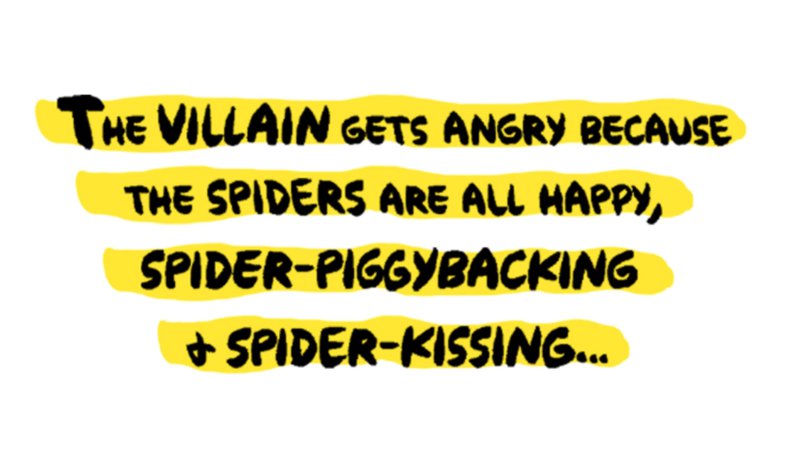 THE VILLAIN GETS ANGRY BECAUSE
THE SPIDERS ARE ALL HAPPY,
SPIDER-PIGGYBACKING
& SPIDER-KISSING...